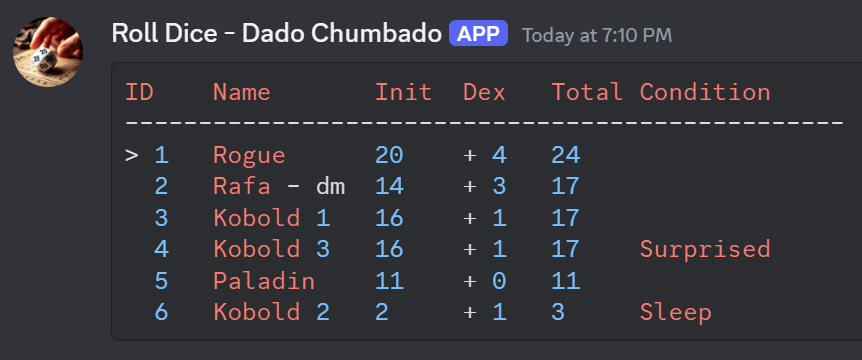 Roll Dice - Dado Chumbado APP Today at 7:10 PM
ID Name Init Dex Total Condition
-------------------------------------------------
> 1 Rogue 20 + 4 24
2 Rafa - dm 14 + 3 17
3 Kobold 1 16 + 1 17
4 Kobold 3 16 + 1 17 Surprised
5 Paladin 11 + 0 11
6 Kobold 2 2 + 1 3 Sleep